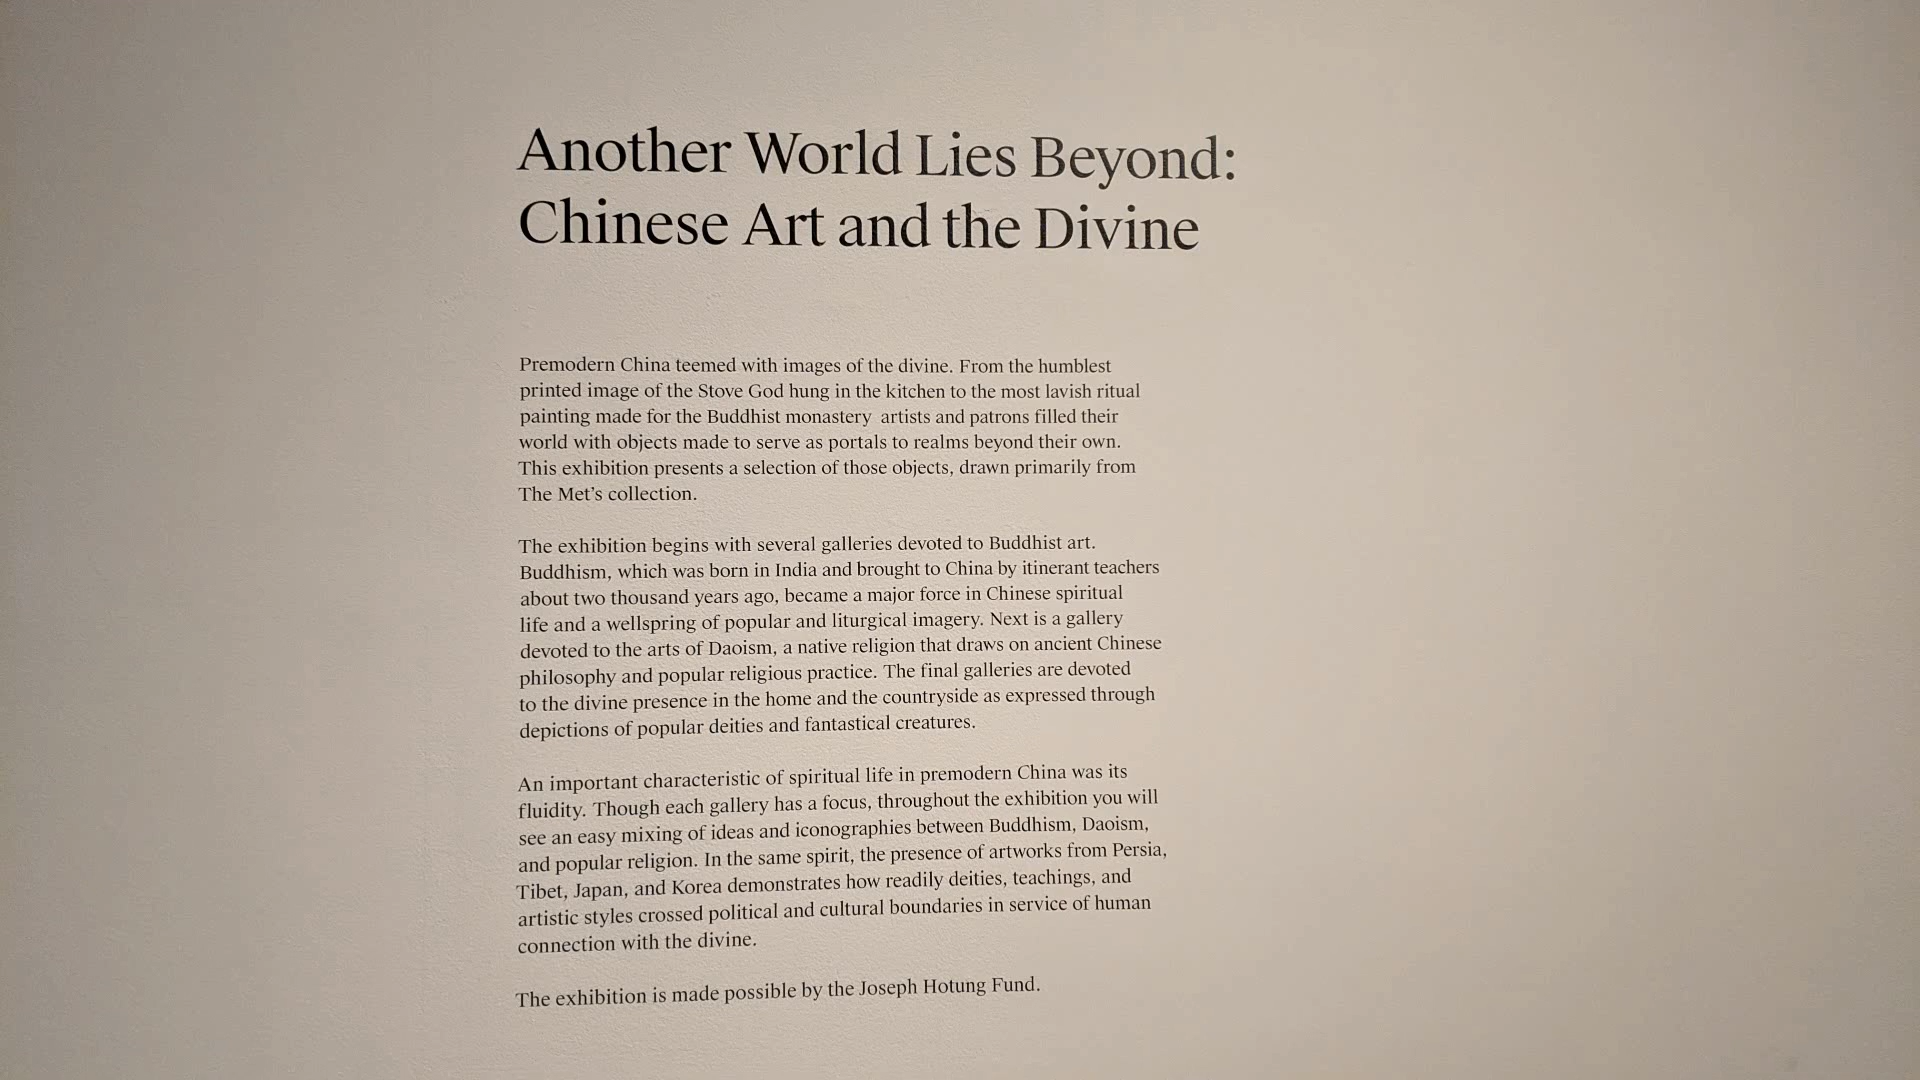 Another World Lies Beyond:
Chinese Art and the Divine
Premodern China teemed with images of the divine. From the humblest
printed image of the Stove God hung in the kitchen to the most lavish ritual
painting made for the Buddhist monastery artists and patrons filled their
world with objects made to serve as portals to realms beyond their own.
This exhibition presents a selection of those objects, drawn primarily from
The Met's collection.
The exhibition begins with several galleries devoted to Buddhist art.
Buddhism, which was born in India and brought to China by itinerant teachers
about two thousand years ago, became a major force in Chinese spiritual
life and a wellspring of popular and liturgical imagery. Next is a gallery
devoted to the arts of Daoism, a native religion that draws on ancient Chinese
philosophy and popular religious practice. The final galleries are devoted
to the divine presence in the home and the countryside as expressed through
depictions of popular deities and fantastical creatures.
An important characteristic of spiritual life in premodern China was its
fluidity. Though each gallery has a focus, throughout the exhibition you will
see an easy mixing of ideas and iconographies between Buddhism, Daoism,
and popular religion. In the same spirit, the presence of artworks from Persia,
Tibet, Japan, and Korea demonstrates how readily deities, teachings, and
artistic styles crossed political and cultural boundaries in service of human
connection with the divine.
The exhibition is made possible by the Joseph Hotung Fund.